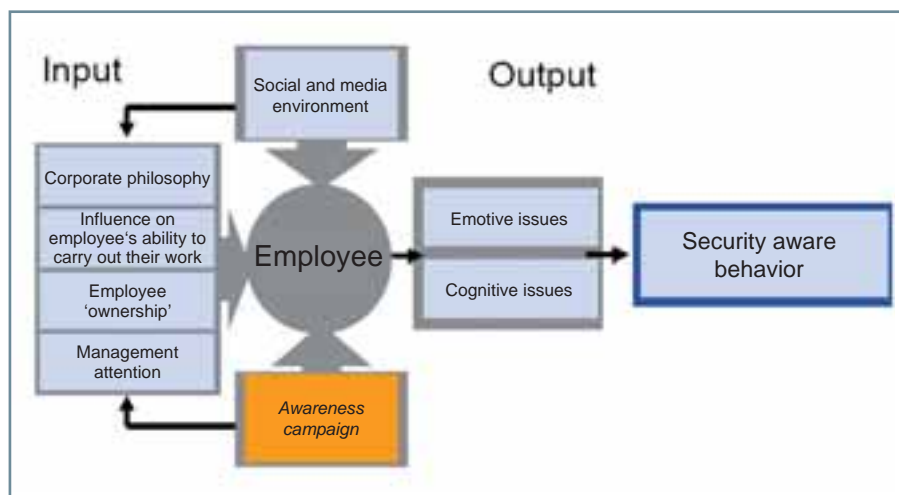 Input
Social and media
environment
Output
Corporate philosophy
Influence on
employee‘s ability to
carry out their work
Employee
‘ownership’
Management
attention
Employee
Emotive issues
Cognitive issues
Security aware
behavior
Awareness
campaign